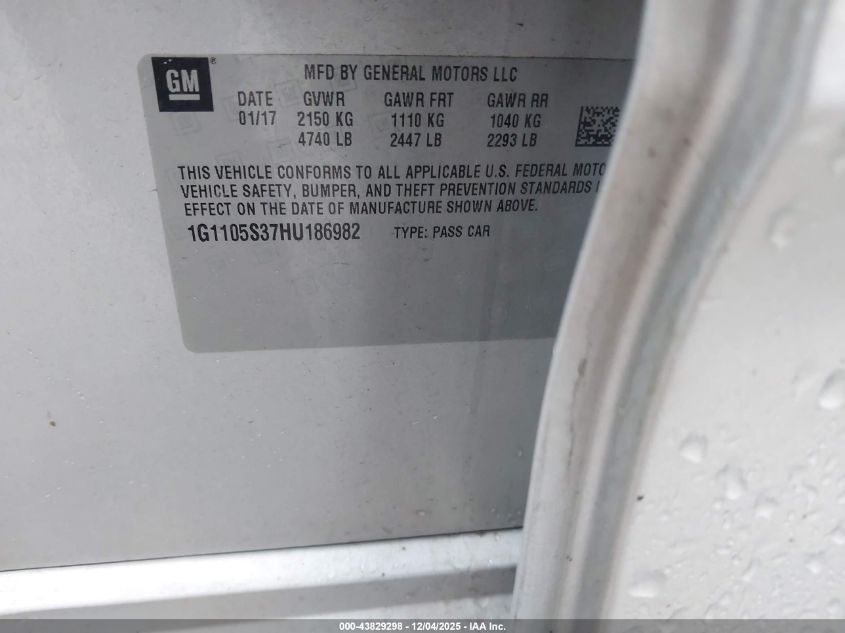 GM
MFD BY GENERAL MOTORS LLC
DATE GVWR GAWR FRT GAWR RR
01/17 2150 KG 1110 KG 1040 KG
4740 LB 2447 LB 2293 LB
THIS VEHICLE CONFORMS TO ALL APPLICABLE U.S. FEDERAL MOTO
VEHICLE SAFETY, BUMPER, AND THEFT PREVENTION STANDARDS I
EFFECT ON THE DATE OF MANUFACTURE SHOWN ABOVE.
1G1105S37HU186982 TYPE: PASS CAR
000-43829298 - 12/04/2025 - IAA Inc.